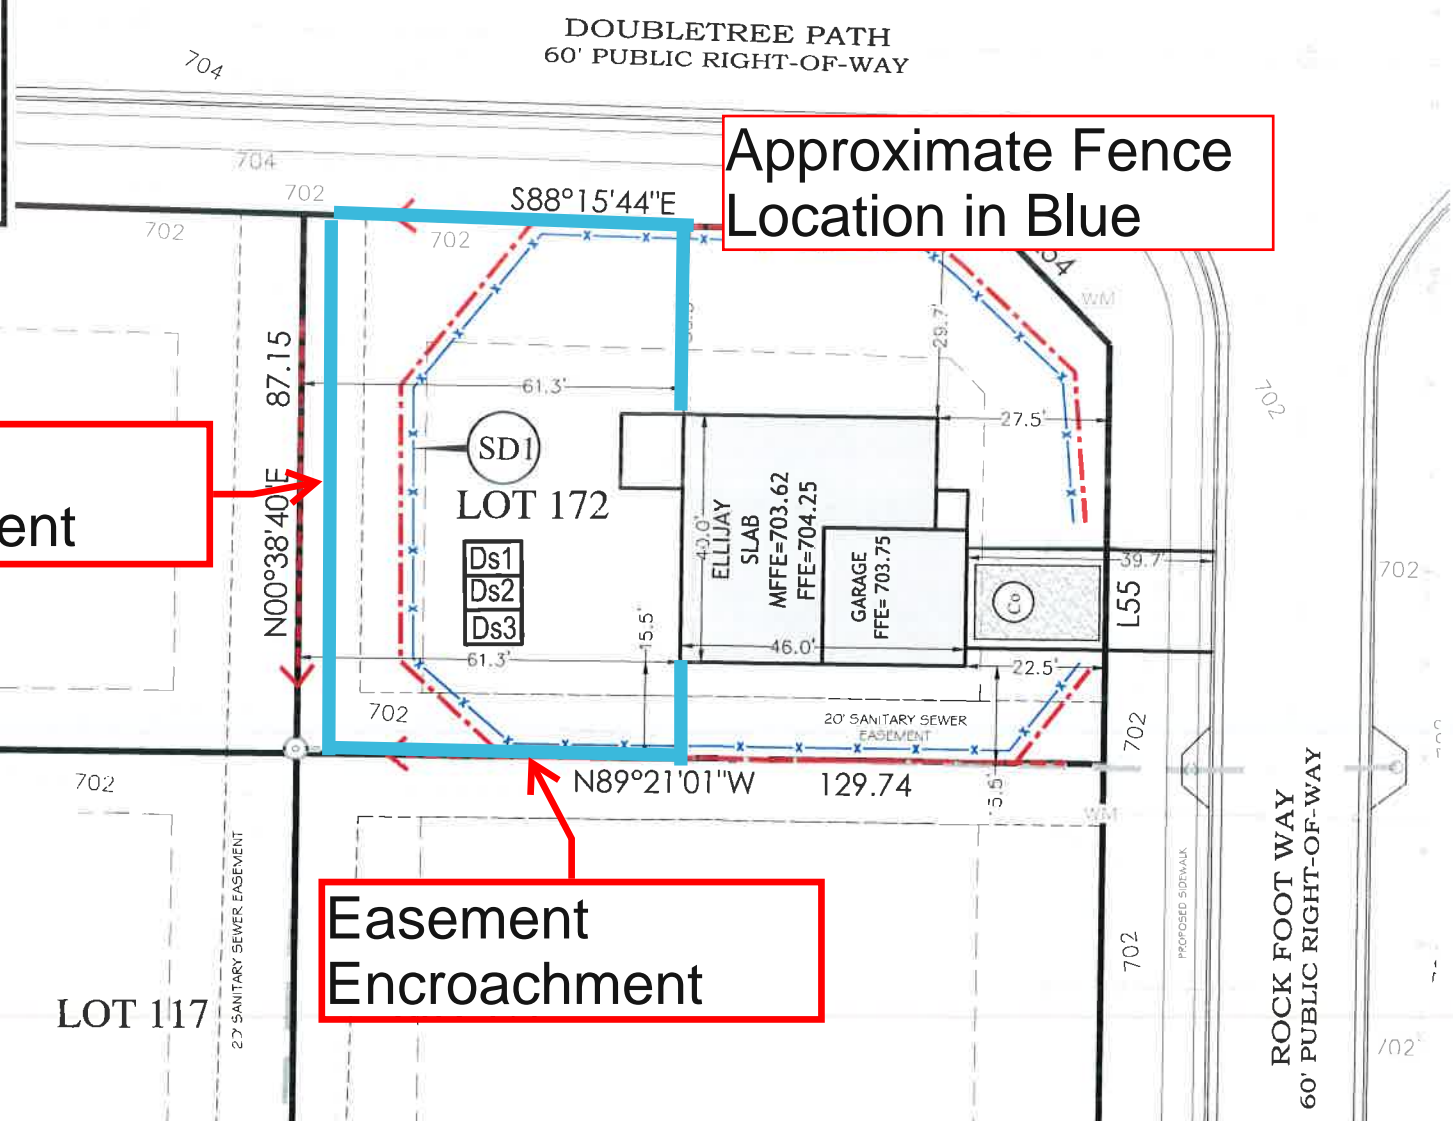 DOUBLETREE PATH
60' PUBLIC RIGHT-OF-WAY
704
704
702
702
S88°15'44"E
702
Approximate Fence
Location in Blue
WM
87.15
61.3'
29.7'
27.5'
702
SD1
LOT 172
N00°38'40"E
ent
Ds1
Ds2
Ds3
40.0'
ELLIJAY
SLAB
MFFE=703.62
FFE=704.25
GARAGE
FFE= 703.75
Co
39.7'
L55
702
15.5'
46.0'
61.3'
22.5'
702
20' SANITARY SEWER
EASEMENT
702
702
N89°21'01"W
129.74
WM
Easement
Encroachment
20' SANITARY SEWER EASEMENT
LOT 117
702
PROPOSED SIDEWALK
ROCK FOOT WAY
60' PUBLIC RIGHT-OF-WAY